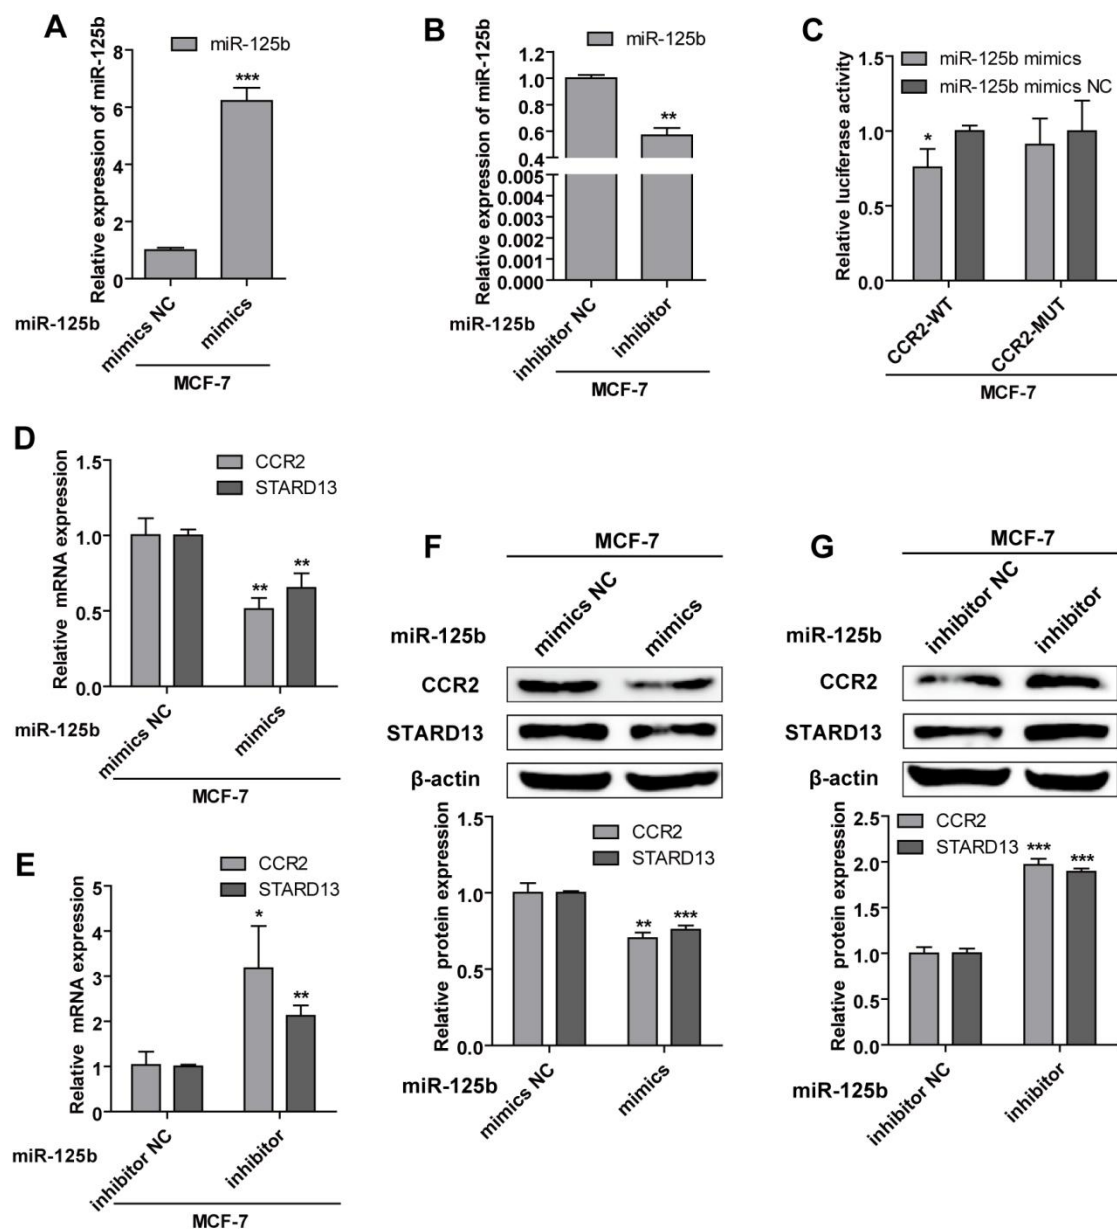 A
Relative expression of miR-125b
miR-125b
8
6
4
2
0
***
miR-125b
mimics NC
mimics
MCF-7
B
Relative expression of miR-125b
miR-125b
1.2
1.0
0.8
0.6
0.4
0.005
0.004
0.003
0.002
0.001
0.000
**
miR-125b
inhibitor NC
inhibitor
MCF-7
C
Relative luciferase activity
miR-125b mimics
miR-125b mimics NC
1.5
1.0
0.5
0.0
*
CCR2-WT
CCR2-MUT
MCF-7
D
Relative mRNA expression
CCR2
STARD13
1.5
1.0
0.5
0.0
**
**
miR-125b
mimics NC
mimics
MCF-7
E
Relative mRNA expression
CCR2
STARD13
5
4
3
2
1
0
*
**
miR-125b
inhibitor NC
inhibitor
MCF-7
F
MCF-7
miR-125b
mimics NC
mimics
CCR2
STARD13
β-actin
Relative protein expression
CCR2
STARD13
1.5
1.0
0.5
0.0
**
***
miR-125b
mimics NC
mimics
G
MCF-7
miR-125b
inhibitor NC
inhibitor
CCR2
STARD13
β-actin
Relative protein expression
CCR2
STARD13
2.5
2.0
1.5
1.0
0.5
0.0
***
***
miR-125b
inhibitor NC
inhibitor